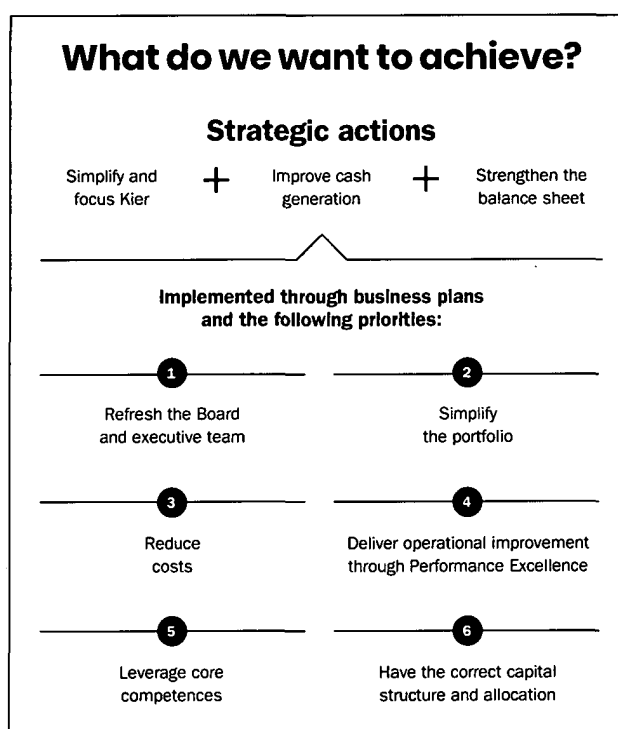 What do we want to achieve?
Strategic actions
Simplify and
focus Kier
+
Improve cash
generation
+
Strengthen the
balance sheet
Implemented through business plans
and the following priorities:
1
Refresh the Board
and executive team
2
Simplify
the portfolio
3
Reduce
costs
4
Deliver operational improvement
through Performance Excellence
5
Leverage core
competences
6
Have the correct capital
structure and allocation